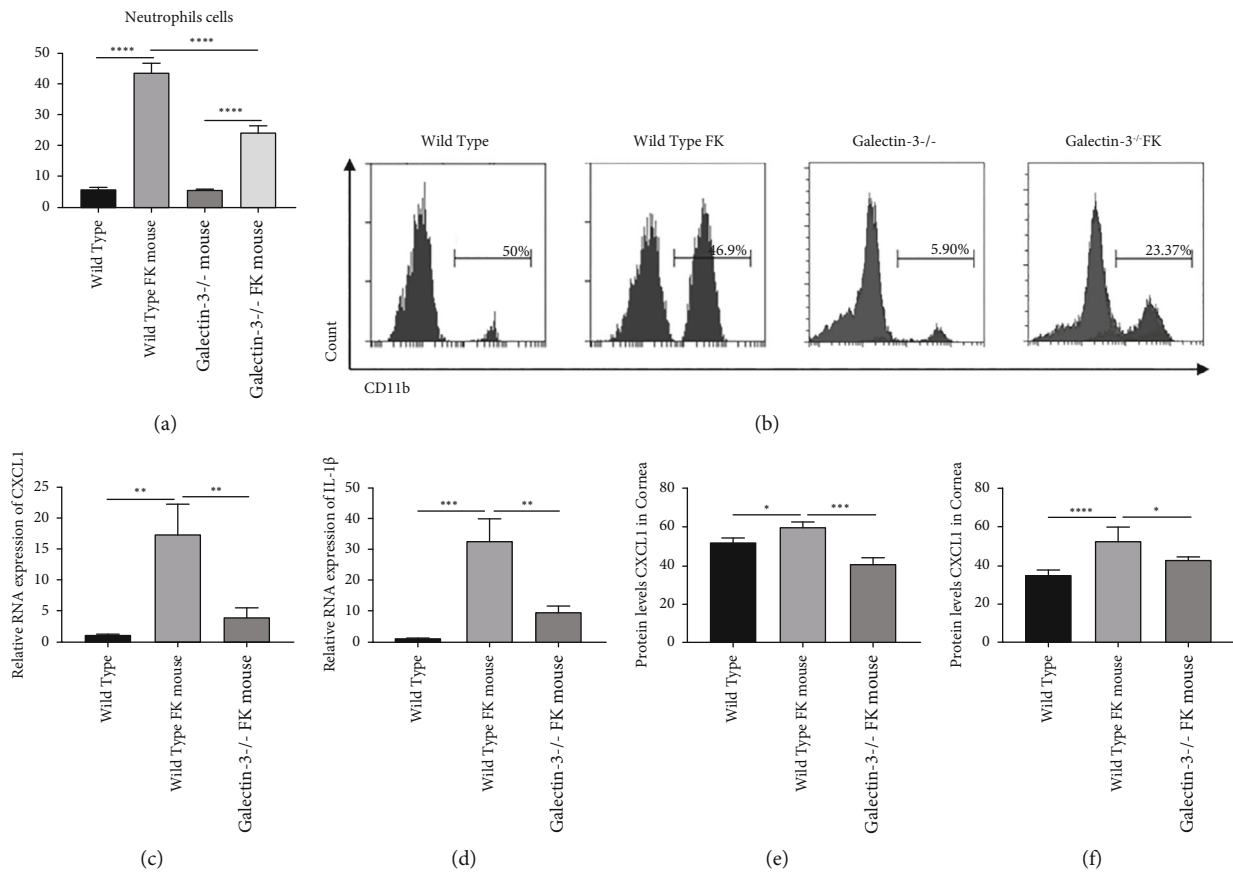 Neutrophils cells
****
****
****
50
40
30
20
10
0
Wild Type
Wild Type FK mouse
Galectin-3-/- mouse
Galectin-3-/- FK mouse
(a)
Wild Type
Wild Type FK
Galectin-3-/-
Galectin-3-/-FK
50%
46.9%
5.90%
23.37%
Count
CD11b
(b)
Relative RNA expression of CXCL1
25
20
15
10
5
0
**
**
Wild Type
Wild Type FK mouse
Galectin-3-/- FK mouse
(c)
Relative RNA expression of IL-1β
50
40
30
20
10
0
***
**
Wild Type
Wild Type FK mouse
Galectin-3-/- FK mouse
(d)
Protein levels CXCL1 in Cornea
80
60
40
20
0
*
***
Wild Type
Wild Type FK mouse
Galectin-3-/- FK mouse
(e)
Protein levels CXCL1 in Cornea
80
60
40
20
0
****
*
Wild Type
Wild Type FK mouse
Galectin-3-/- FK mouse
(f)